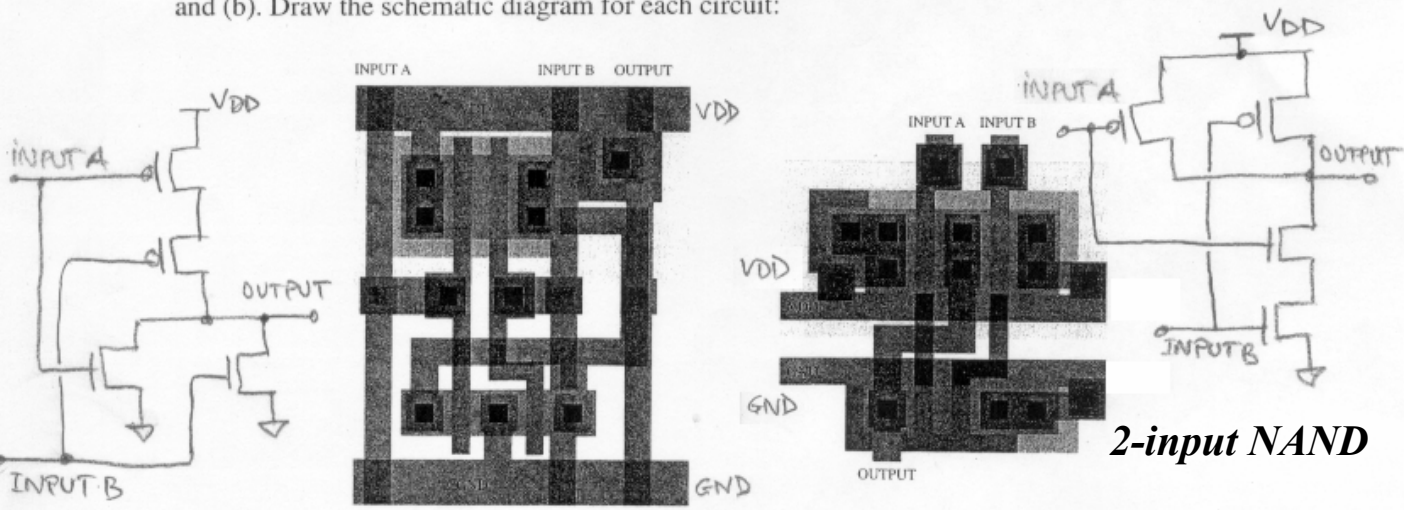 and (b). Draw the schematic diagram for each circuit:
VDD
INPUT A
OUTPUT
INPUT B
INPUT A INPUT B OUTPUT
VDD
GND
GND
INPUT A INPUT B
VDD
GND
OUTPUT
VDD
INPUT A
OUTPUT
INPUT B
2-input NAND